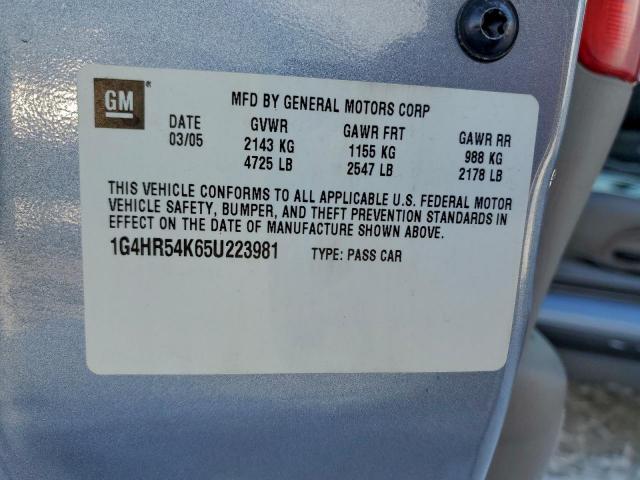 GM ®
MFD BY GENERAL MOTORS CORP
DATE GVWR GAWR FRT GAWR RR
03/05 2143 KG 1155 KG 988 KG
4725 LB 2547 LB 2178 LB
THIS VEHICLE CONFORMS TO ALL APPLICABLE U.S. FEDERAL MOTOR
VEHICLE SAFETY, BUMPER, AND THEFT PREVENTION STANDARDS IN
EFFECT ON THE DATE OF MANUFACTURE SHOWN ABOVE.
1G4HR54K65U223981 TYPE: PASS CAR